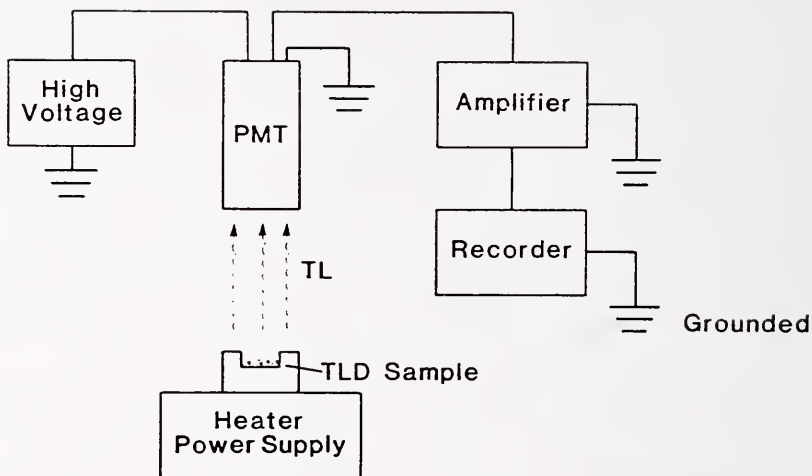 High
Voltage
PMT
Amplifier
Recorder
TL
Grounded
TLD Sample
Heater
Power Supply